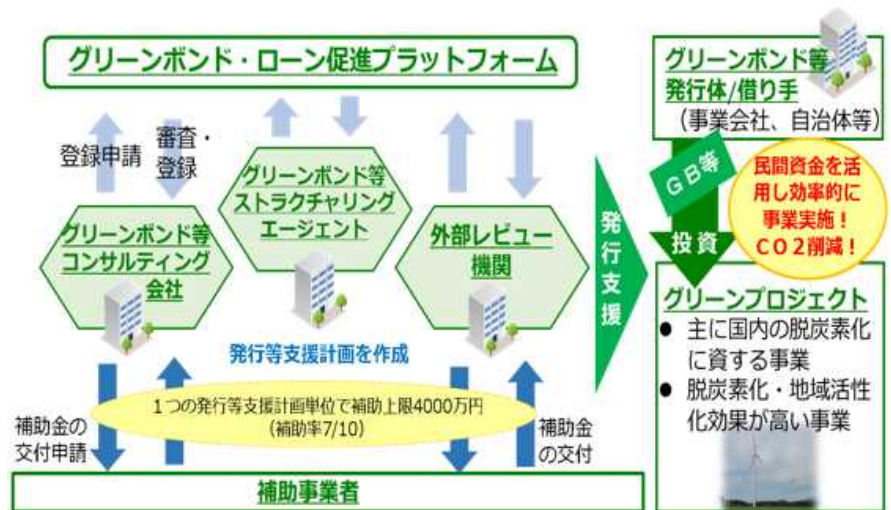 グリーンボンド・ローン促進プラットフォーム
登録申請
審査・
登録
グリーンボンド等
コンサルティング
会社
グリーンボンド等
ストラクチャリング
エージェント
外部レビュー
機関
発行等支援計画を作成
1つの発行等支援計画単位で補助上限4000万円
（補助率7/10）
補助金の
交付申請
補助金
の交付
補助事業者
発行支援
グリーンボンド等
発行体/借り手
（事業会社、自治体等）
GB等
投資
民間資金を活
用し効率的に
事業実施！
CO2削減！
グリーンプロジェクト
● 主に国内の脱炭素化
に資する事業
● 脱炭素化・地域活性
化効果が高い事業